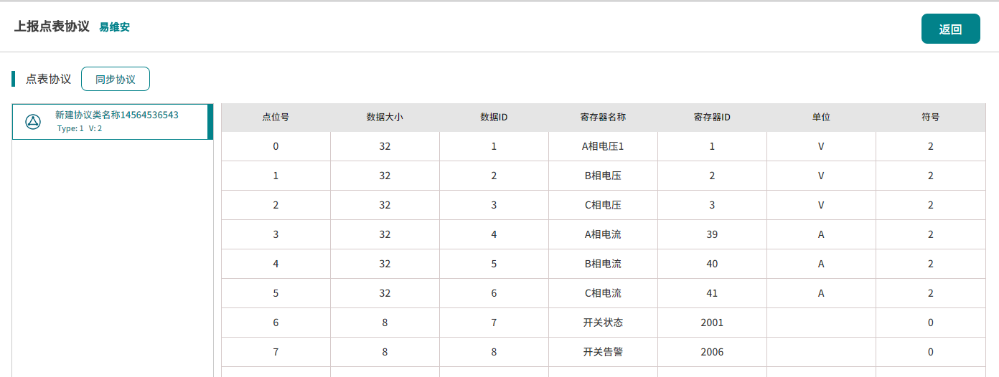 上报点表协议 易维安
返回
点表协议 同步协议
新建协议类名称14564536543
Type: 1 V: 2
点位号 数据大小 数据ID 寄存器名称 寄存器ID 单位 符号
0 32 1 A相电压1 1 V 2
1 32 2 B相电压 2 V 2
2 32 3 C相电压 3 V 2
3 32 4 A相电流 39 A 2
4 32 5 B相电流 40 A 2
5 32 6 C相电流 41 A 2
6 8 7 开关状态 2001 0
7 8 8 开关告警 2006 0